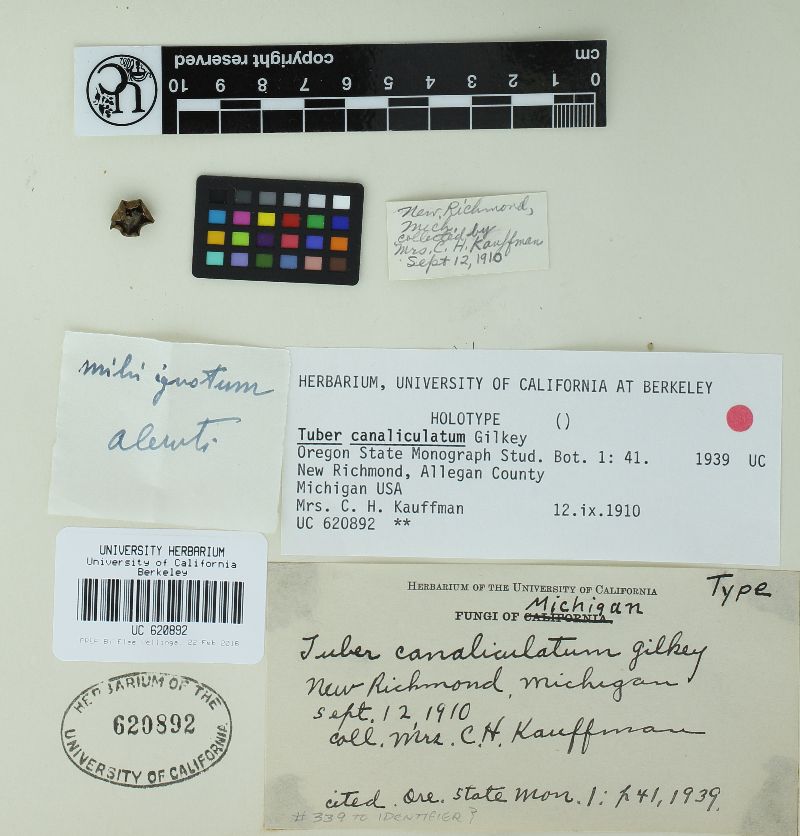 copyright reserved
cm
10 9 8 7 6 5 4 3 2 1 0
New Richmond,
Mich.
collected by
Mrs. C. H. Kauffman
Sept 12, 1910
mihi ignotum
HERBARIUM, UNIVERSITY OF CALIFORNIA AT BERKELEY
HOLOTYPE ()
Tuber canaliculatum Gilkey
Oregon State Monograph Stud. Bot. 1: 41. 1939 UC
New Richmond, Allegan County
Michigan USA
Mrs. C. H. Kauffman 12.ix.1910
UC 620892 **
UNIVERSITY HERBARIUM
University of California
Berkeley
UC 620892
HERBARIUM OF THE
620892
UNIVERSITY OF CALIFORNIA
HERBARIUM OF THE UNIVERSITY OF CALIFORNIA
Type
Michigan
FUNGI OF CALIFORNIA
Tuber canaliculatum gilkey
New Richmond, Michigan
Sept. 12, 1910
coll. Mrs. C.H. Kauffman
cited. Ore. State Mon. 1: p 41, 1939.
# 339 TO IDENTIFIER?